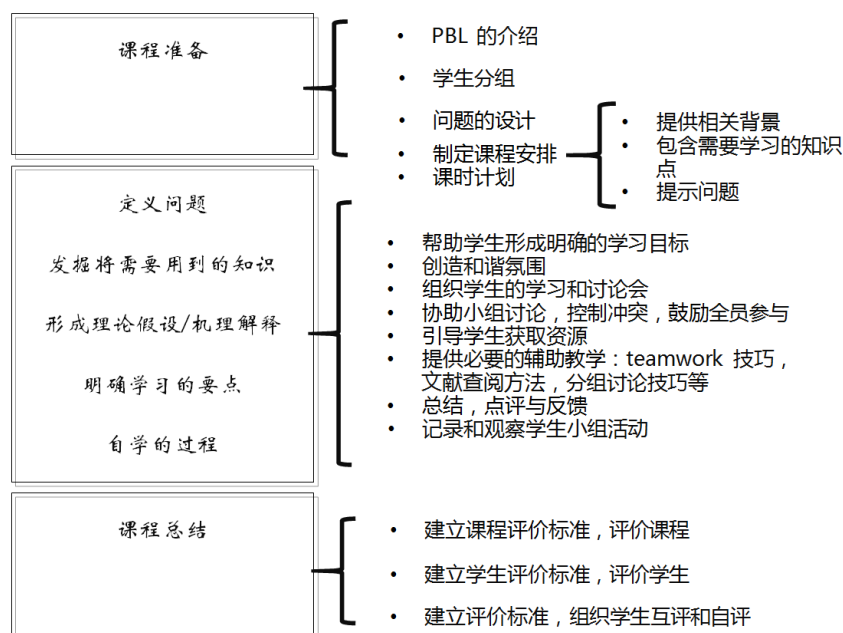 课程准备
• PBL 的介绍
• 学生分组
• 问题的设计
• 制定课程安排
• 课时计划
• 提供相关背景
• 包含需要学习的知识
点
• 提示问题
定义问题
发掘将需要用到的知识
形成理论假设/机理解释
明确学习的要点
自学的过程
• 帮助学生形成明确的学习目标
• 创造和谐氛围
• 组织学生的学习和讨论会
• 协助小组讨论，控制冲突，鼓励全员参与
• 引导学生获取资源
• 提供必要的辅助教学：teamwork 技巧，
文献查阅方法，分组讨论技巧等
• 总结，点评与反馈
• 记录和观察学生小组活动
课程总结
• 建立课程评价标准，评价课程
• 建立学生评价标准，评价学生
• 建立评价标准，组织学生互评和自评